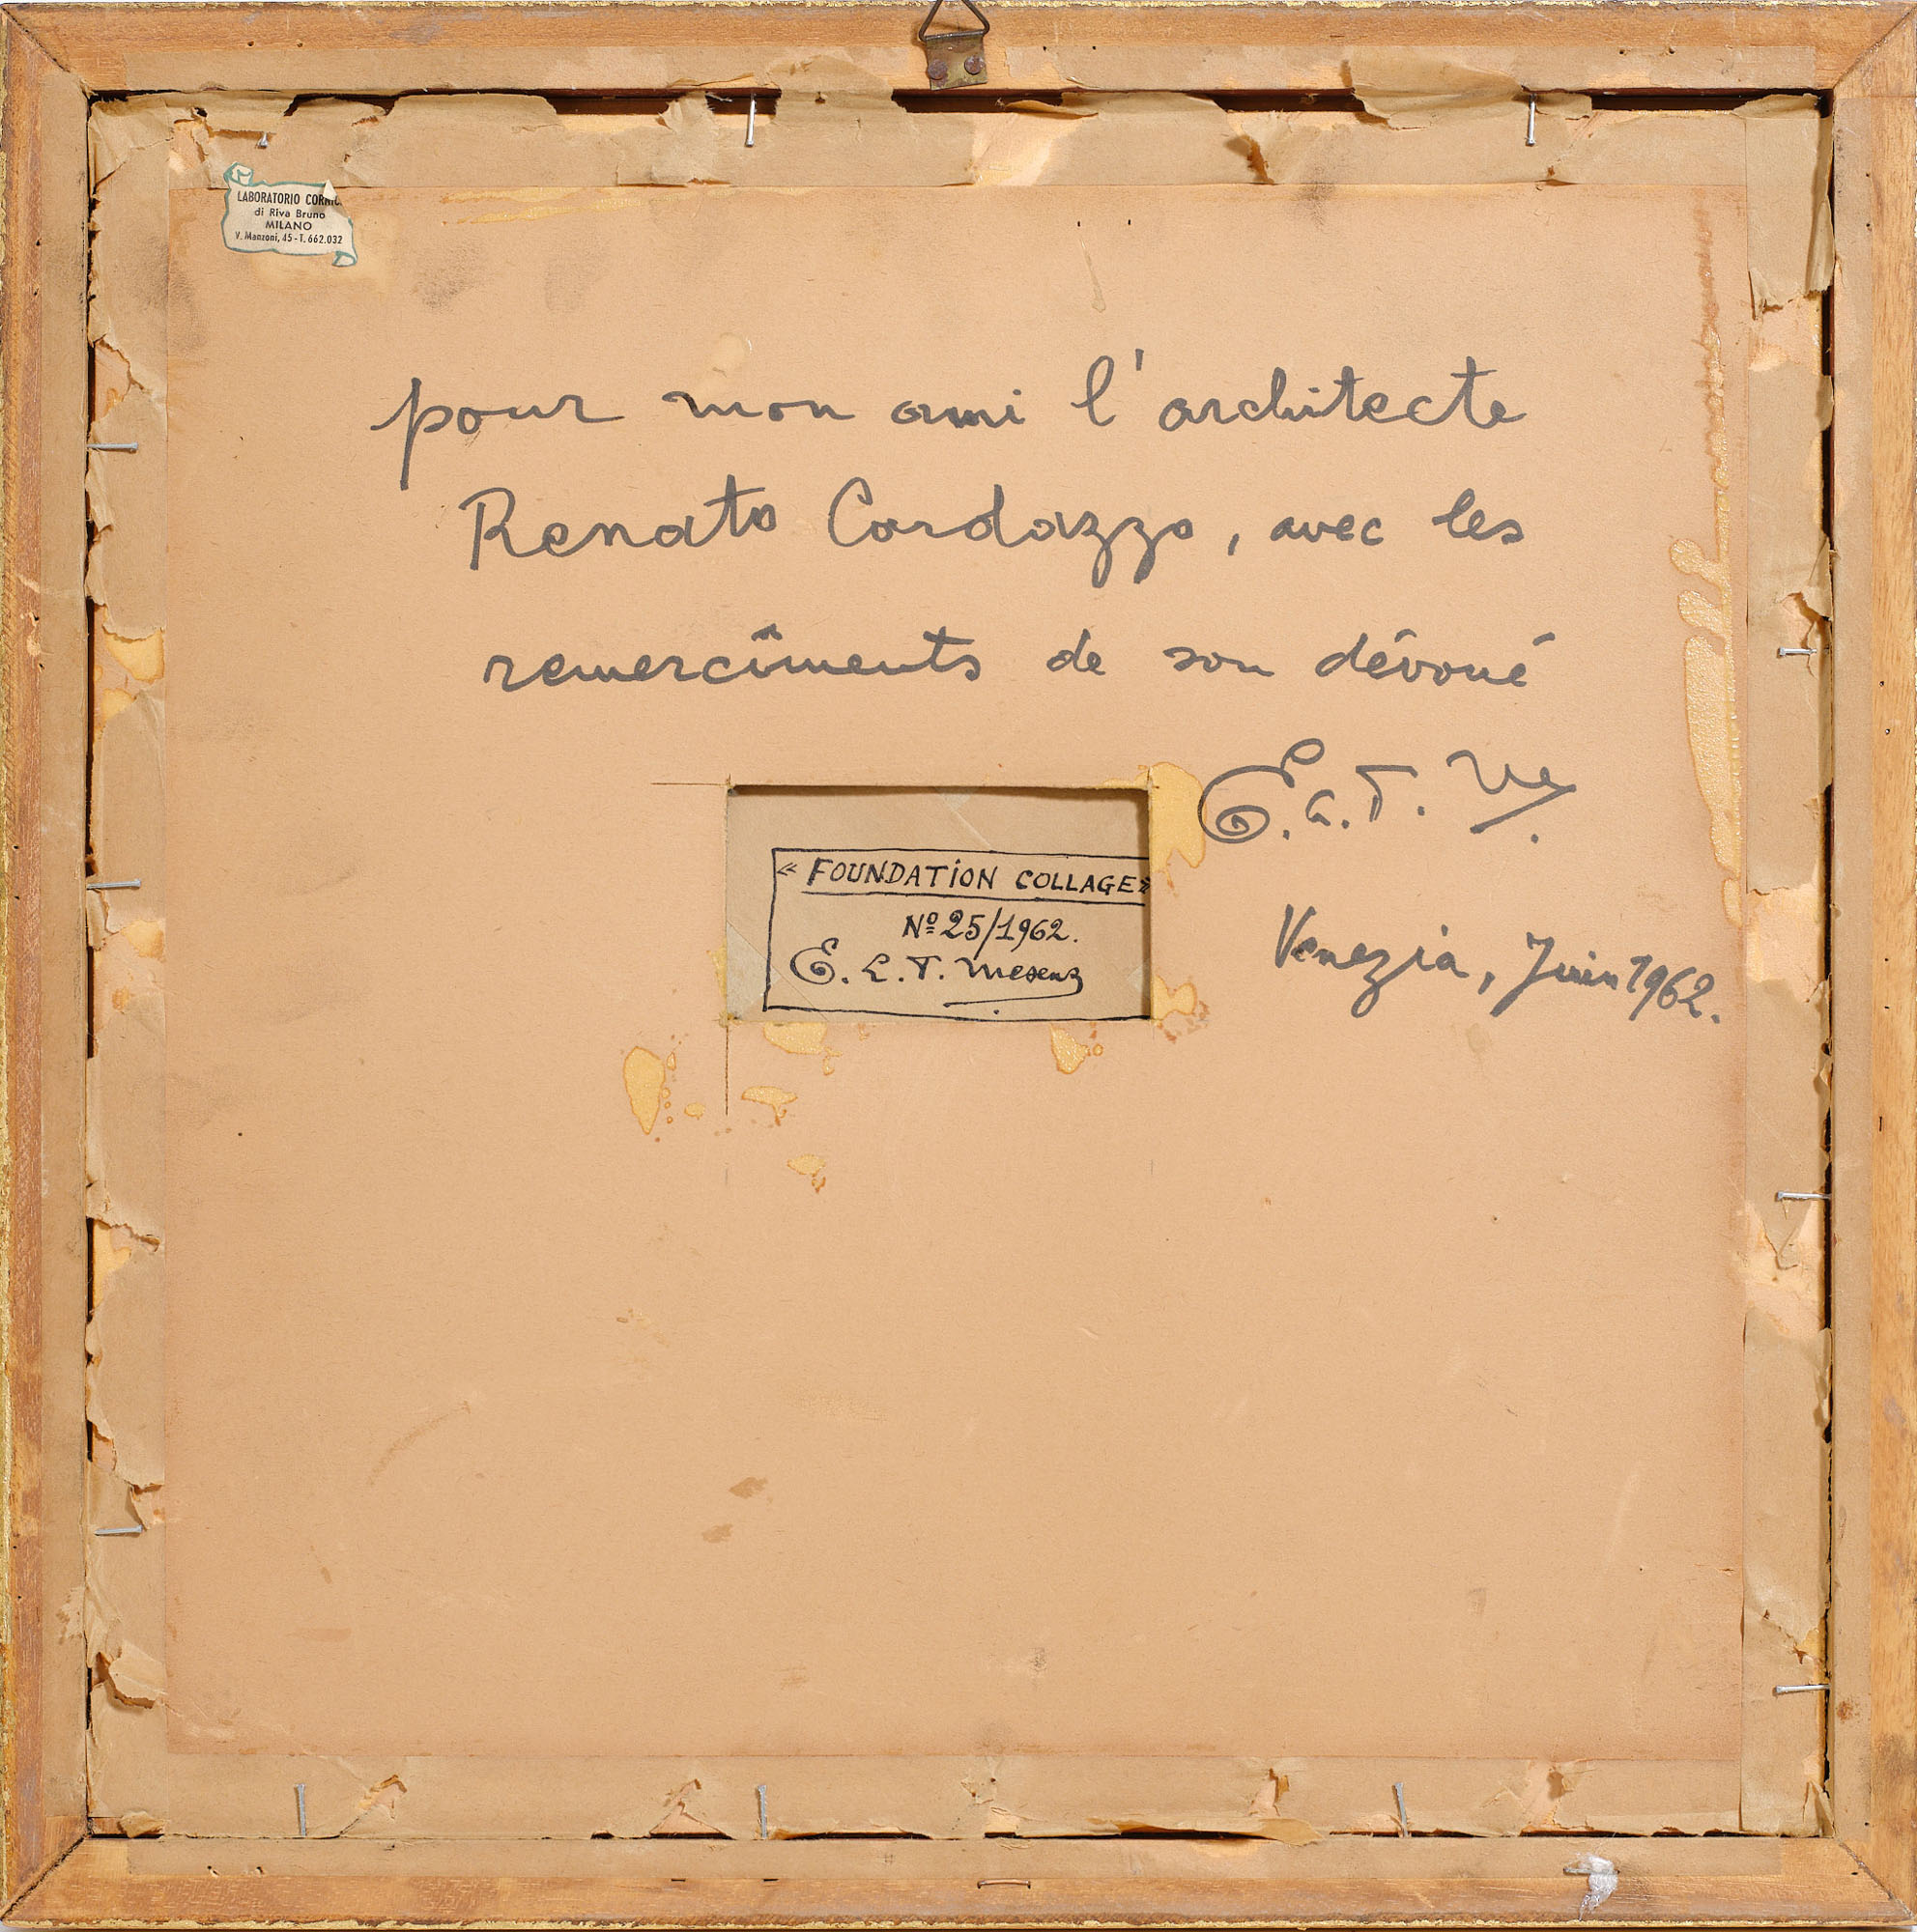 LABORATORIO CORNIC
di Riva Bruno
MILANO
V. Manzoni, 45 - T. 662.032
pour mon ami l'architecte
Renato Cardazzo, avec les
remercîments de son dévoué
Venezia, Juin 1962.
« FOUNDATION COLLAGE »
Nº 25/1962.
E. L. T. Mesens